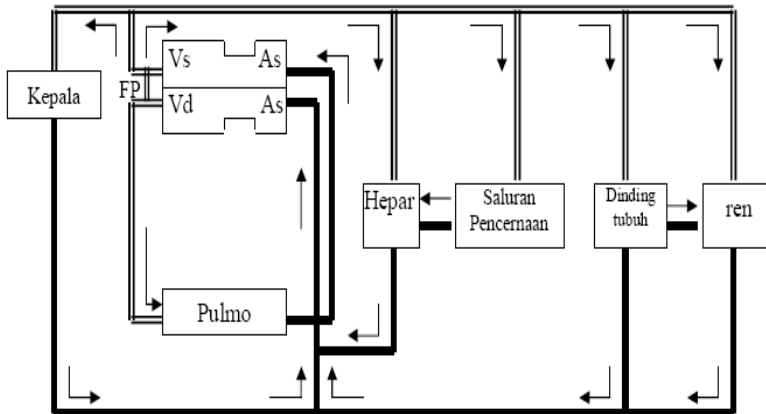 Vs As
Kepala
FP
Vd As
Hepar
Saluran
Pencernaan
Dinding
tubuh
ren
Pulmo